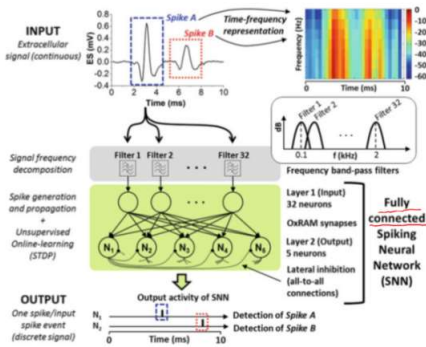 INPUT
Extracellular
signal (continuous)
ES (mV)
0.8
0.4
0.0
-0.4
0 2 4 6 8 10
Time (ms)
Spike A
Spike B
Time-frequency
representation
Frequency (Hz)
0
-10
-20
-30
-40
-50
-60
0 5 10
Time (ms)
Filter 1
Filter 2
Filter 32
dB
0.1
f (kHz)
2
Frequency band-pass filters
Signal frequency
decomposition
Filter 1 Filter 2 . . . Filter 32
Spike generation
and propagation
+
Unsupervised
Online-learning
(STDP)
N1 N2 N3 N4 N5
Layer 1 (Input)
32 neurons
OxRAM synapses
Layer 2 (Output)
5 neurons
Lateral inhibition
(all-to-all
connections)
Fully
connected
Spiking
Neural
Network
(SNN)
OUTPUT
One spike/input
spike event
(discrete signal)
Output activity of SNN
N1
Detection of Spike A
Detection of Spike B
Time (ms)